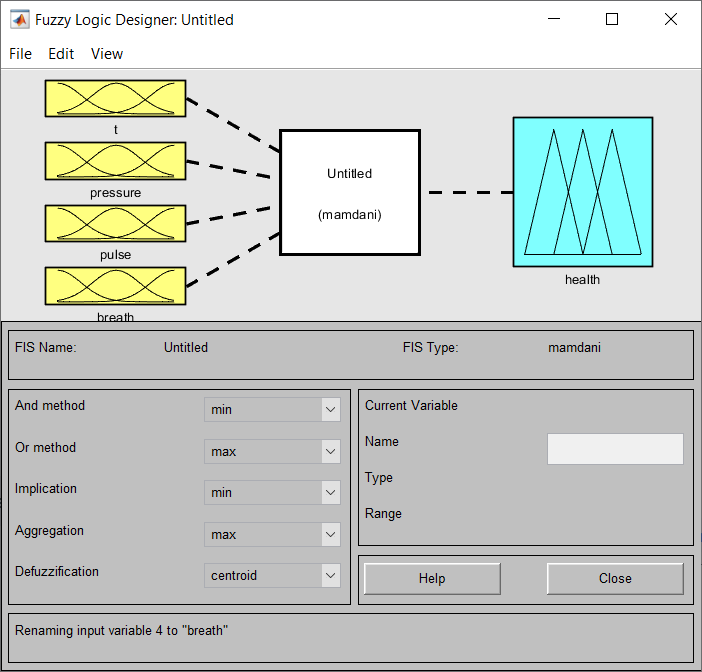 Fuzzy Logic Designer: Untitled
File Edit View
t
pressure
pulse
breath
Untitled
(mamdani)
health
FIS Name: Untitled FIS Type: mamdani
And method min
Or method max
Implication min
Aggregation max
Defuzzification centroid
Current Variable
Name
Type
Range
Help Close
Renaming input variable 4 to "breath"